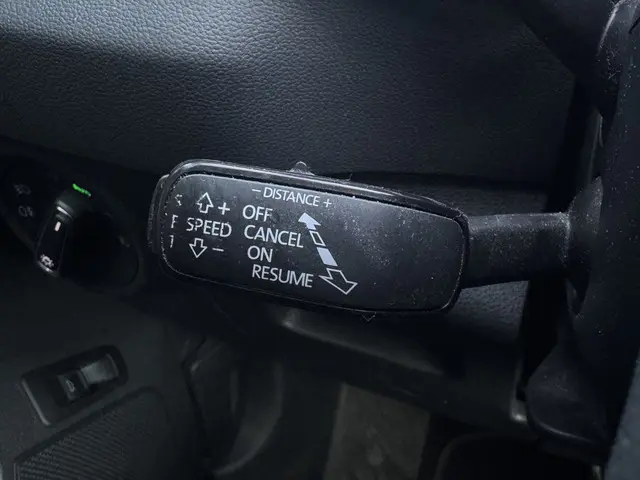 – DISTANCE +
+ OFF
SPEED CANCEL
– ON
RESUME
S
E
T